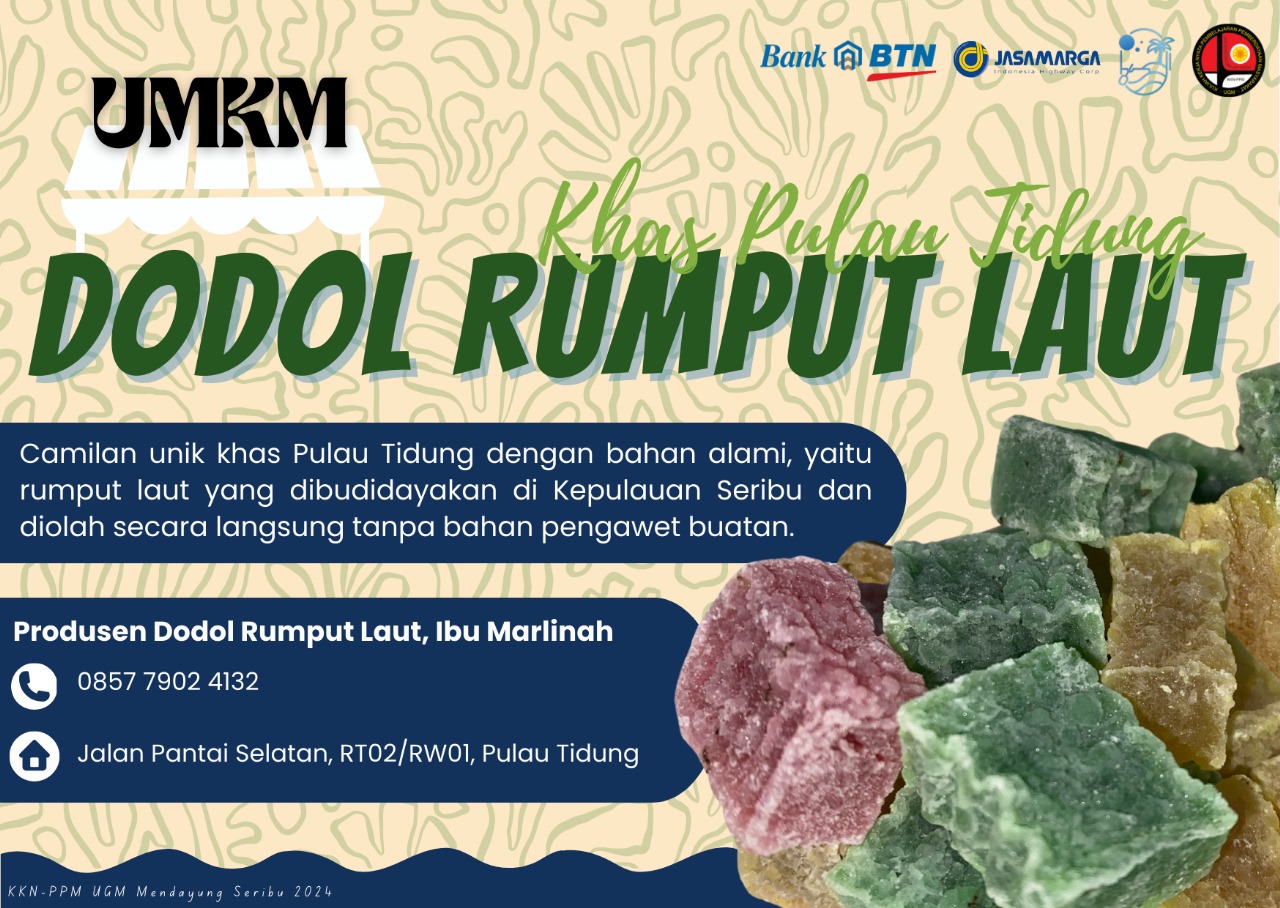 Bank BTN
JASAMARGA
Indonesia Highway Corp
UMKM
Khas Pulau Tidung
DODOL RUMPUT LAUT
Camilan unik khas Pulau Tidung dengan bahan alami, yaitu
rumput laut yang dibudidayakan di Kepulauan Seribu dan
diolah secara langsung tanpa bahan pengawet buatan.
Produsen Dodol Rumput Laut, Ibu Marlinah
0857 7902 4132
Jalan Pantai Selatan, RT02/RW01, Pulau Tidung
KKN-PPM UGM Mendayung Seribu 2024